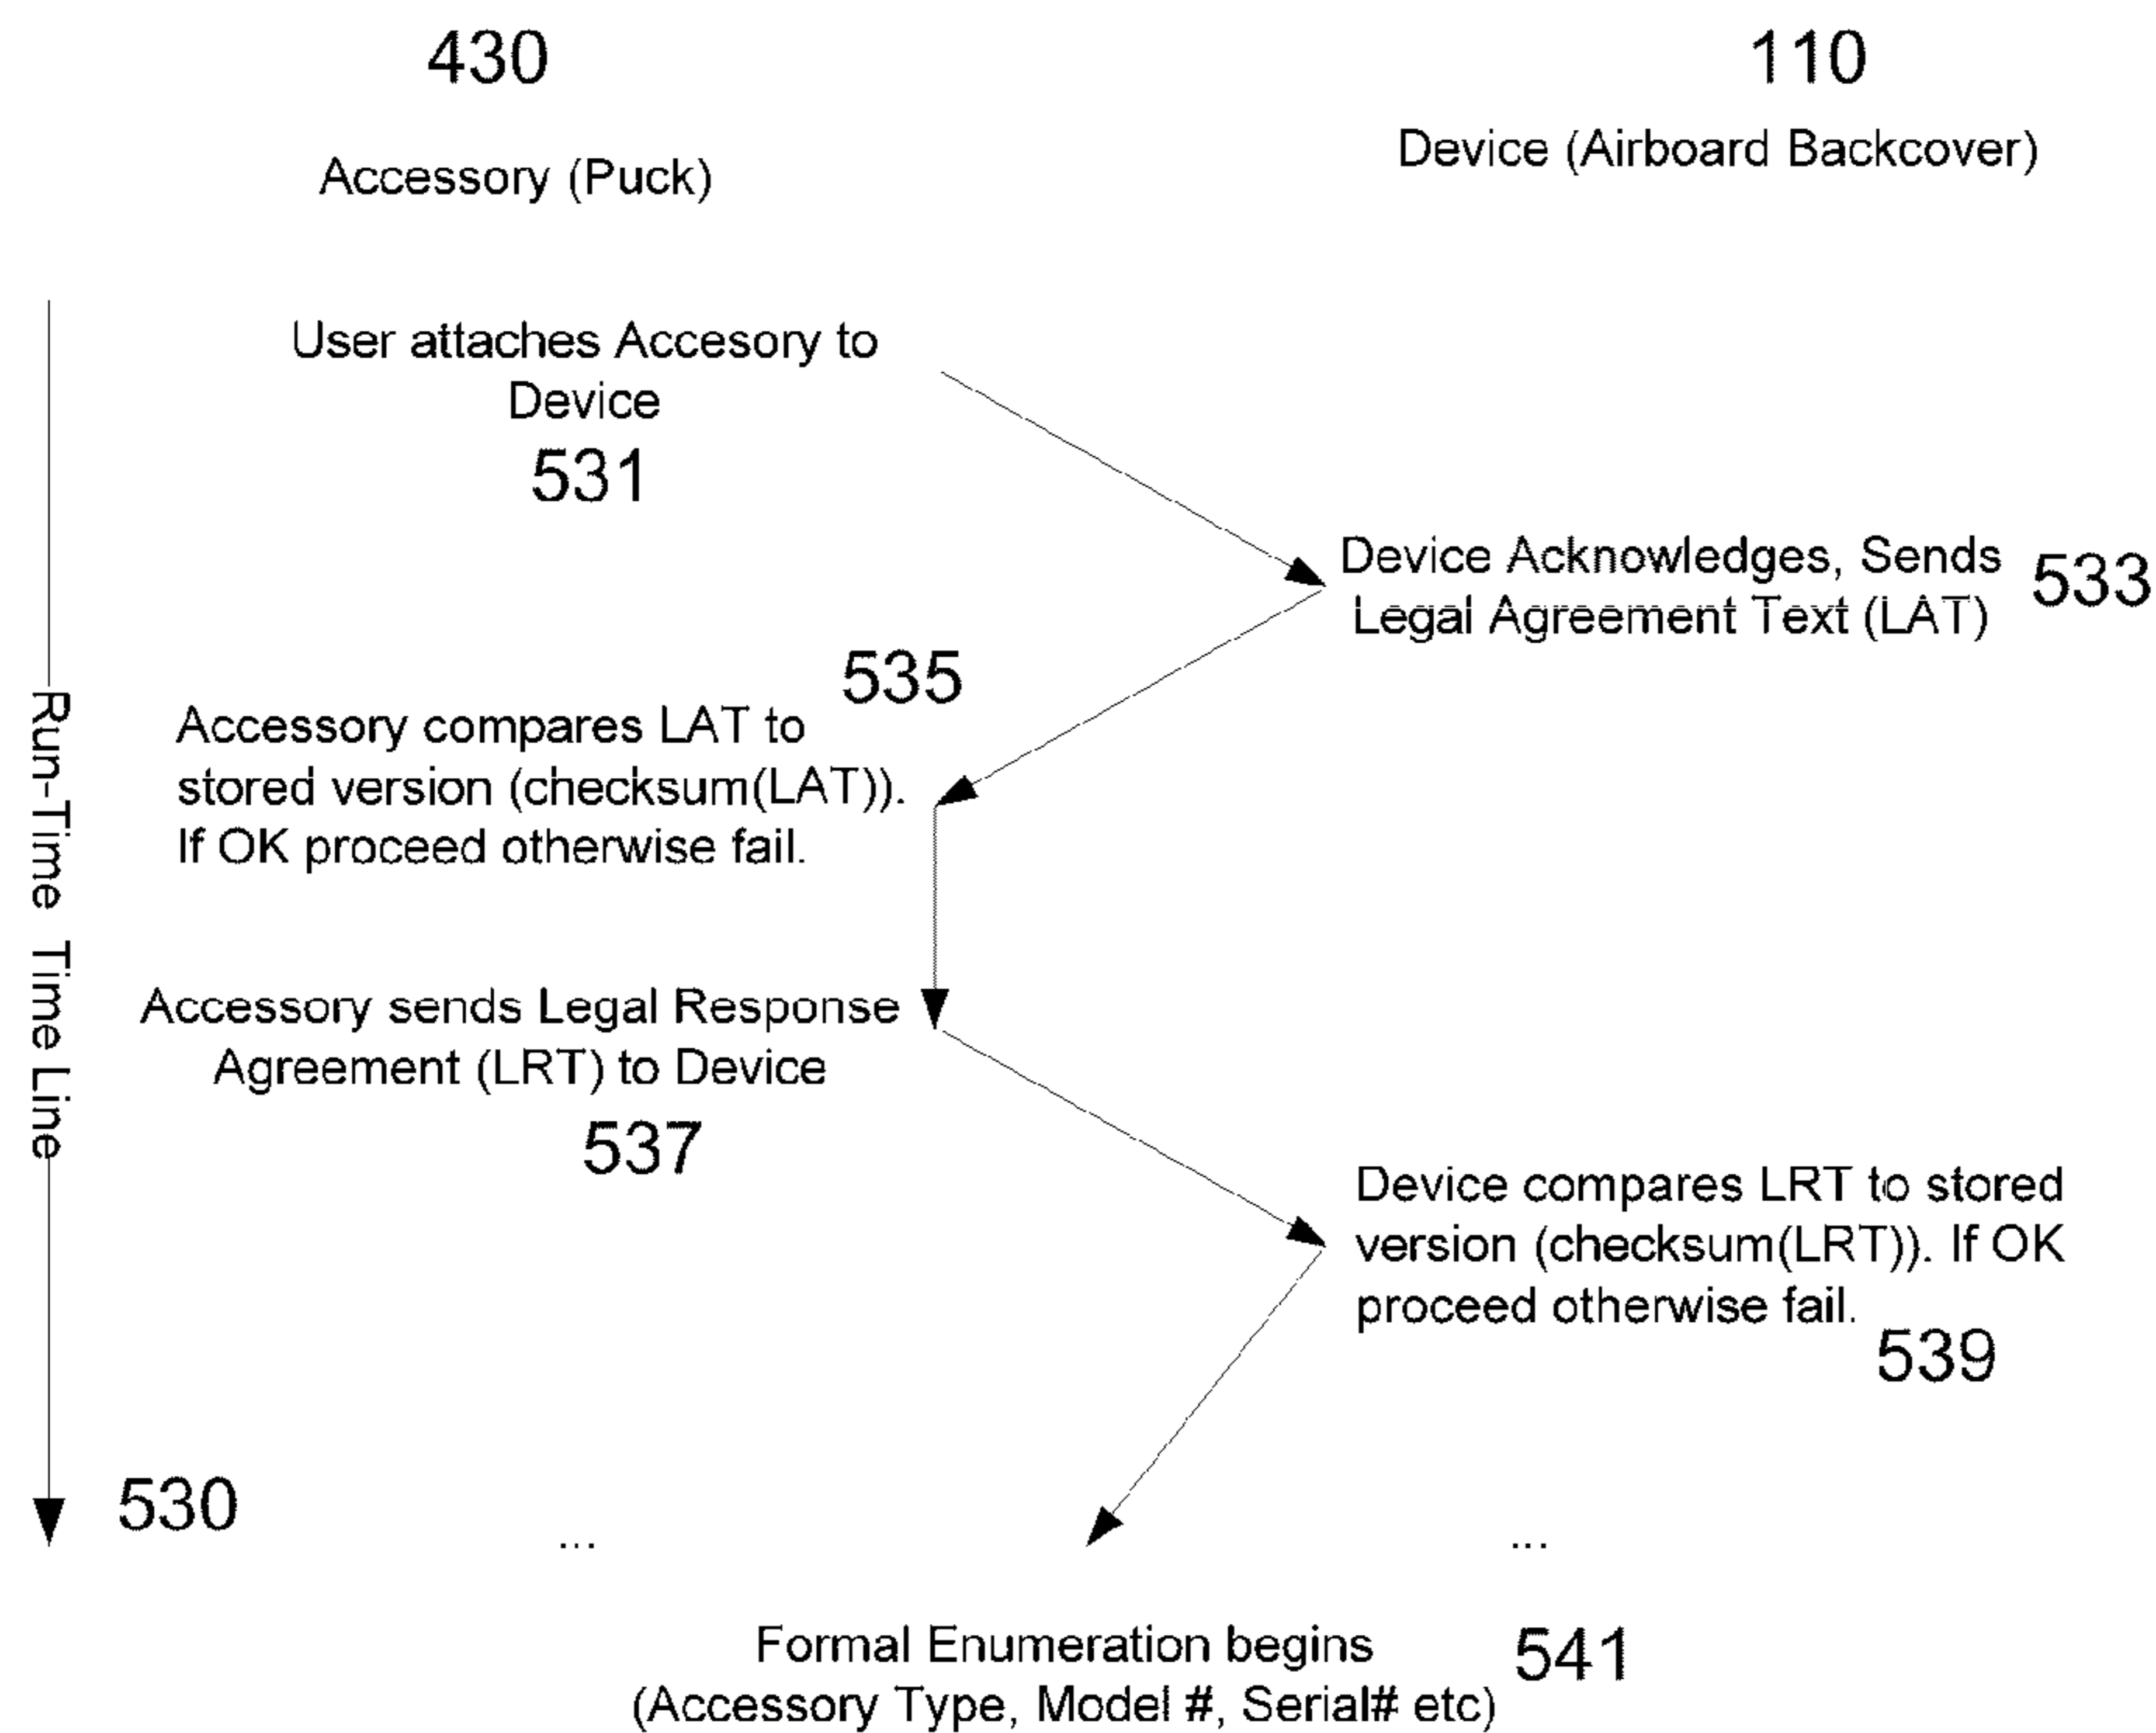 430
110
Accessory (Puck)
Device (Airboard Backcover)
User attaches Accesory to
Device
531
Device Acknowledges, Sends
Legal Agreement Text (LAT)
533
535
Accessory compares LAT to
stored version (checksum(LAT)).
If OK proceed otherwise fail.
Run-Time Time Line
Accessory sends Legal Response
Agreement (LRT) to Device
537
Device compares LRT to stored
version (checksum(LRT)). If OK
proceed otherwise fail.
539
530
...
...
Formal Enumeration begins
(Accessory Type, Model #, Serial# etc)
541